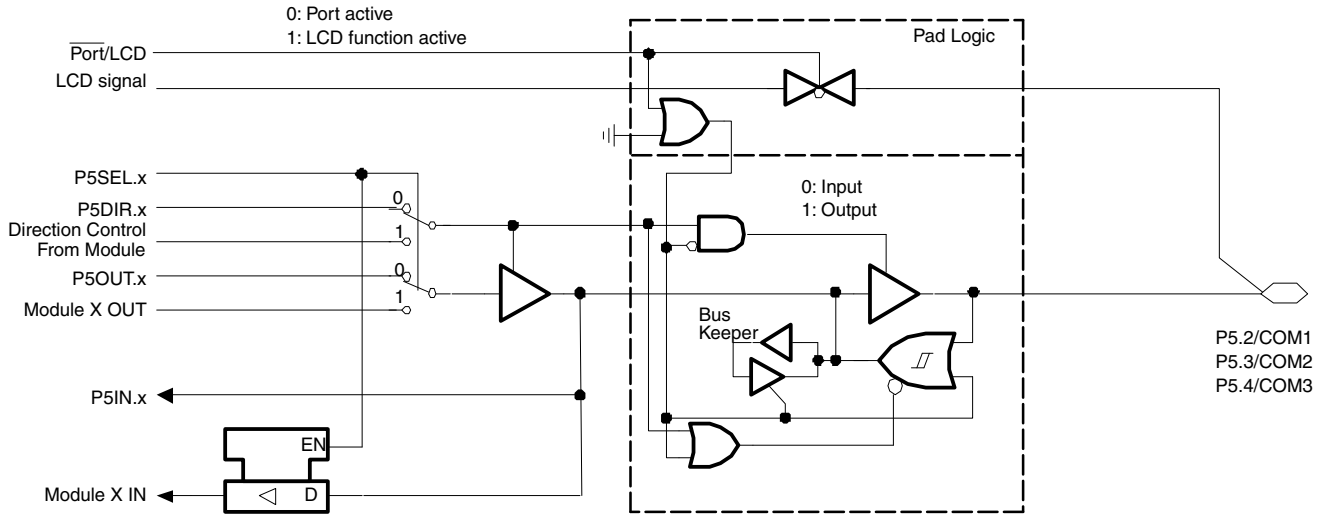 0: Port active
1: LCD function active
Pad Logic
Port/LCD
LCD signal
P5SEL.x
P5DIR.x
Direction Control
From Module
P5OUT.x
Module X OUT
0
1
0
1
0: Input
1: Output
Bus
Keeper
P5.2/COM1
P5.3/COM2
P5.4/COM3
P5IN.x
EN
D
Module X IN